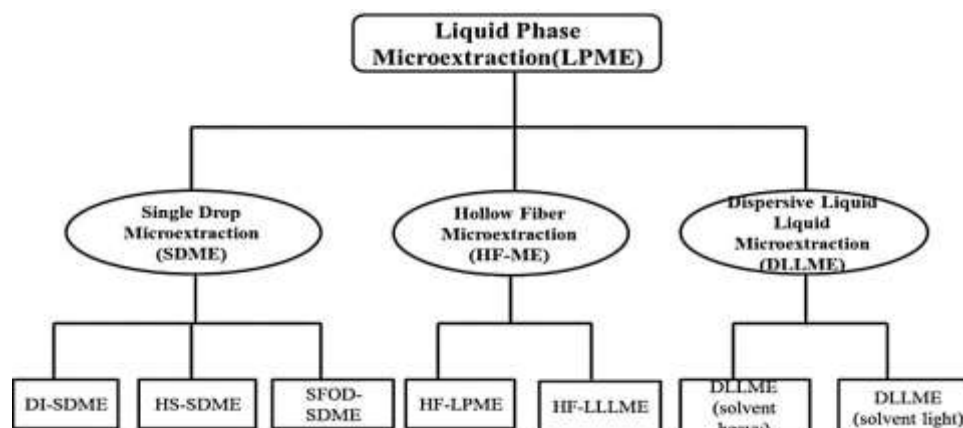 Liquid Phase
Microextraction(LPME)
Single Drop
Microextraction
(SDME)
Hollow Fiber
Microextraction
(HF-ME)
Dispersive Liquid
Liquid
Microextraction
(DLLME)
DI-SDME
HS-SDME
SFOD-
SDME
HF-LPME
HF-LLLME
DLLME
(solvent
heavy)
DLLME
(solvent light)